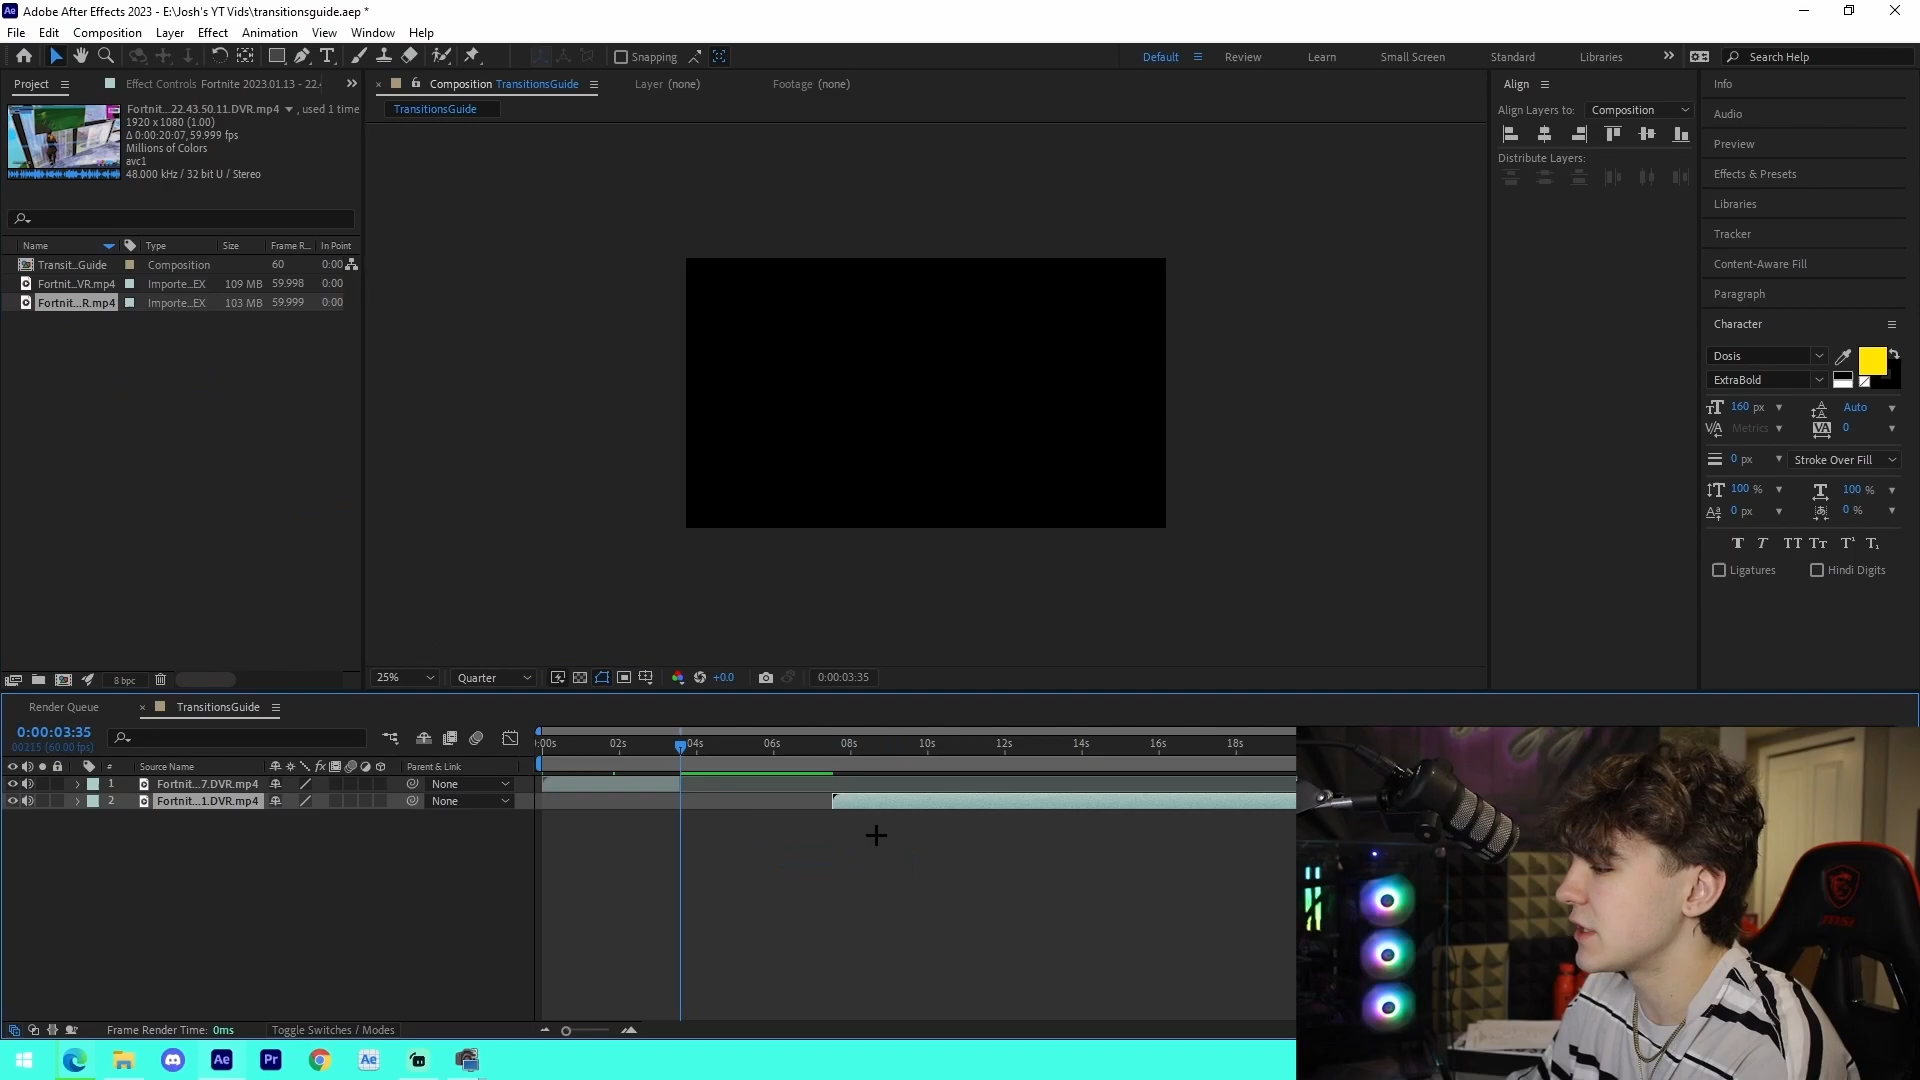 Adobe After Effects 2023 - E:\Josh's YT Vids\transitionsguide.aep *
File Edit Composition Layer Effect Animation View Window Help
Snapping
Default Review Learn Small Screen Standard Libraries Search Help
Project Effect Controls Fortnite 2023.01.13 - 22.
Composition TransitionsGuide Layer (none) Footage (none)
TransitionsGuide
Fortnit... 22.43.50.11.DVR.mp4 , used 1 time
1920 x 1080 (1.00)
Δ 0:00:20:07, 59.999 fps
Millions of Colors
avc1
48.000 kHz / 32 bit U / Stereo
Name Type Size Frame R... In Point
Transit...Guide Composition 60 0:00
Fortnit...VR.mp4 Importe...EX 109 MB 59.998 0:00
Fortnit...R.mp4 Importe...EX 103 MB 59.999 0:00
8 bpc
25% Quarter +0.0 0:00:03:35
Align
Align Layers to: Composition
Distribute Layers:
Info
Audio
Preview
Effects & Presets
Libraries
Tracker
Content-Aware Fill
Paragraph
Character
Dosis
ExtraBold
160 px Auto
Metrics 0
0 px Stroke Over Fill
100 % 100 %
0 px 0 %
Ligatures Hindi Digits
Render Queue TransitionsGuide
0:00:03:35
00215 (60.00 fps)
:00s 02s 04s 06s 08s 10s 12s 14s 16s 18s
# Source Name Parent & Link
1 Fortnit...7.DVR.mp4 None
2 Fortnit...1.DVR.mp4 None
Frame Render Time: 0ms Toggle Switches / Modes
Ae Pr Ae